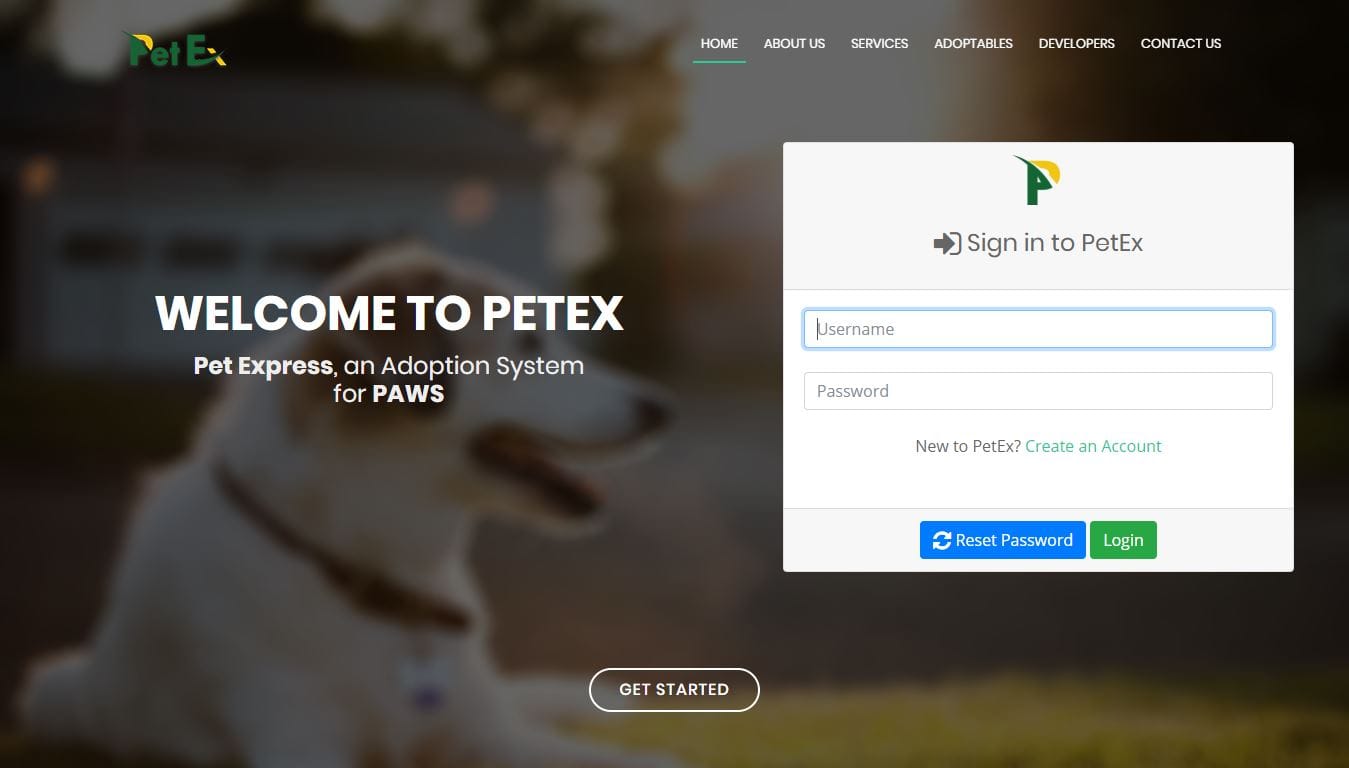 Pet Ex
HOME
ABOUT US
SERVICES
ADOPTABLES
DEVELOPERS
CONTACT US
WELCOME TO PETEX
Pet Express, an Adoption System
for PAWS
P
Sign in to PetEx
Username
Password
New to PetEx? Create an Account
Reset Password
Login
GET STARTED